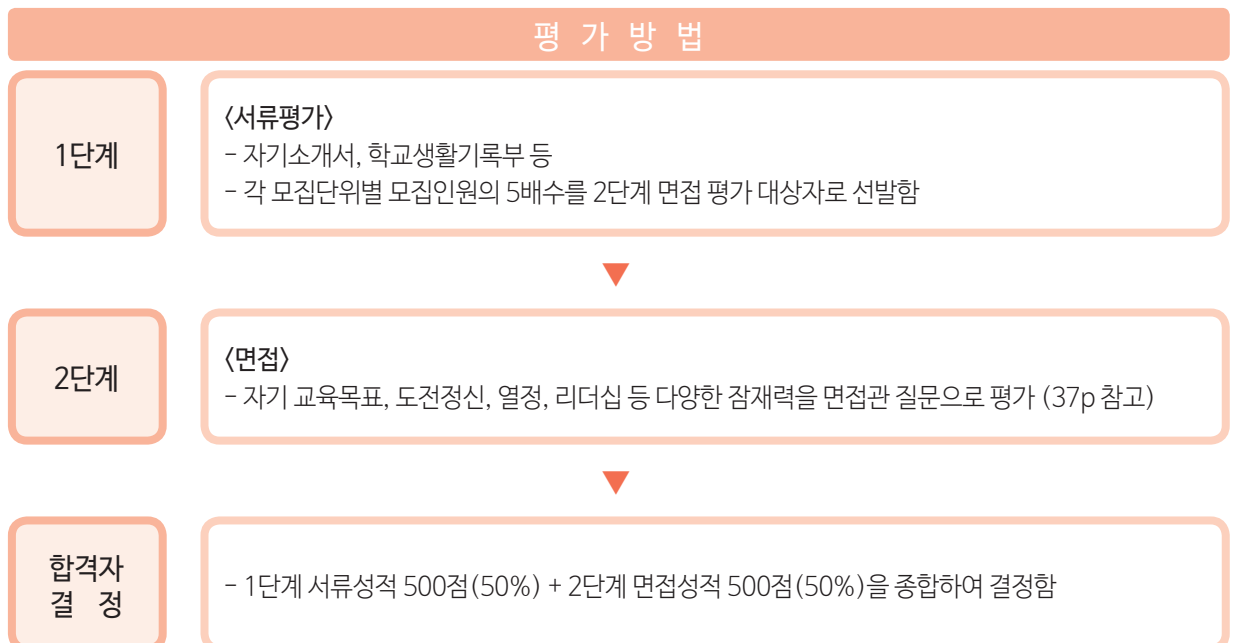 평 가 방 법
1단계
<서류평가>
- 자기소개서, 학교생활기록부 등
- 각 모집단위별 모집인원의 5배수를 2단계 면접 평가 대상자로 선발함
2단계
<면접>
- 자기 교육목표, 도전정신, 열정, 리더십 등 다양한 잠재력을 면접관 질문으로 평가 (37p 참고)
합격자
결 정
- 1단계 서류성적 500점(50%) + 2단계 면접성적 500점(50%)을 종합하여 결정함